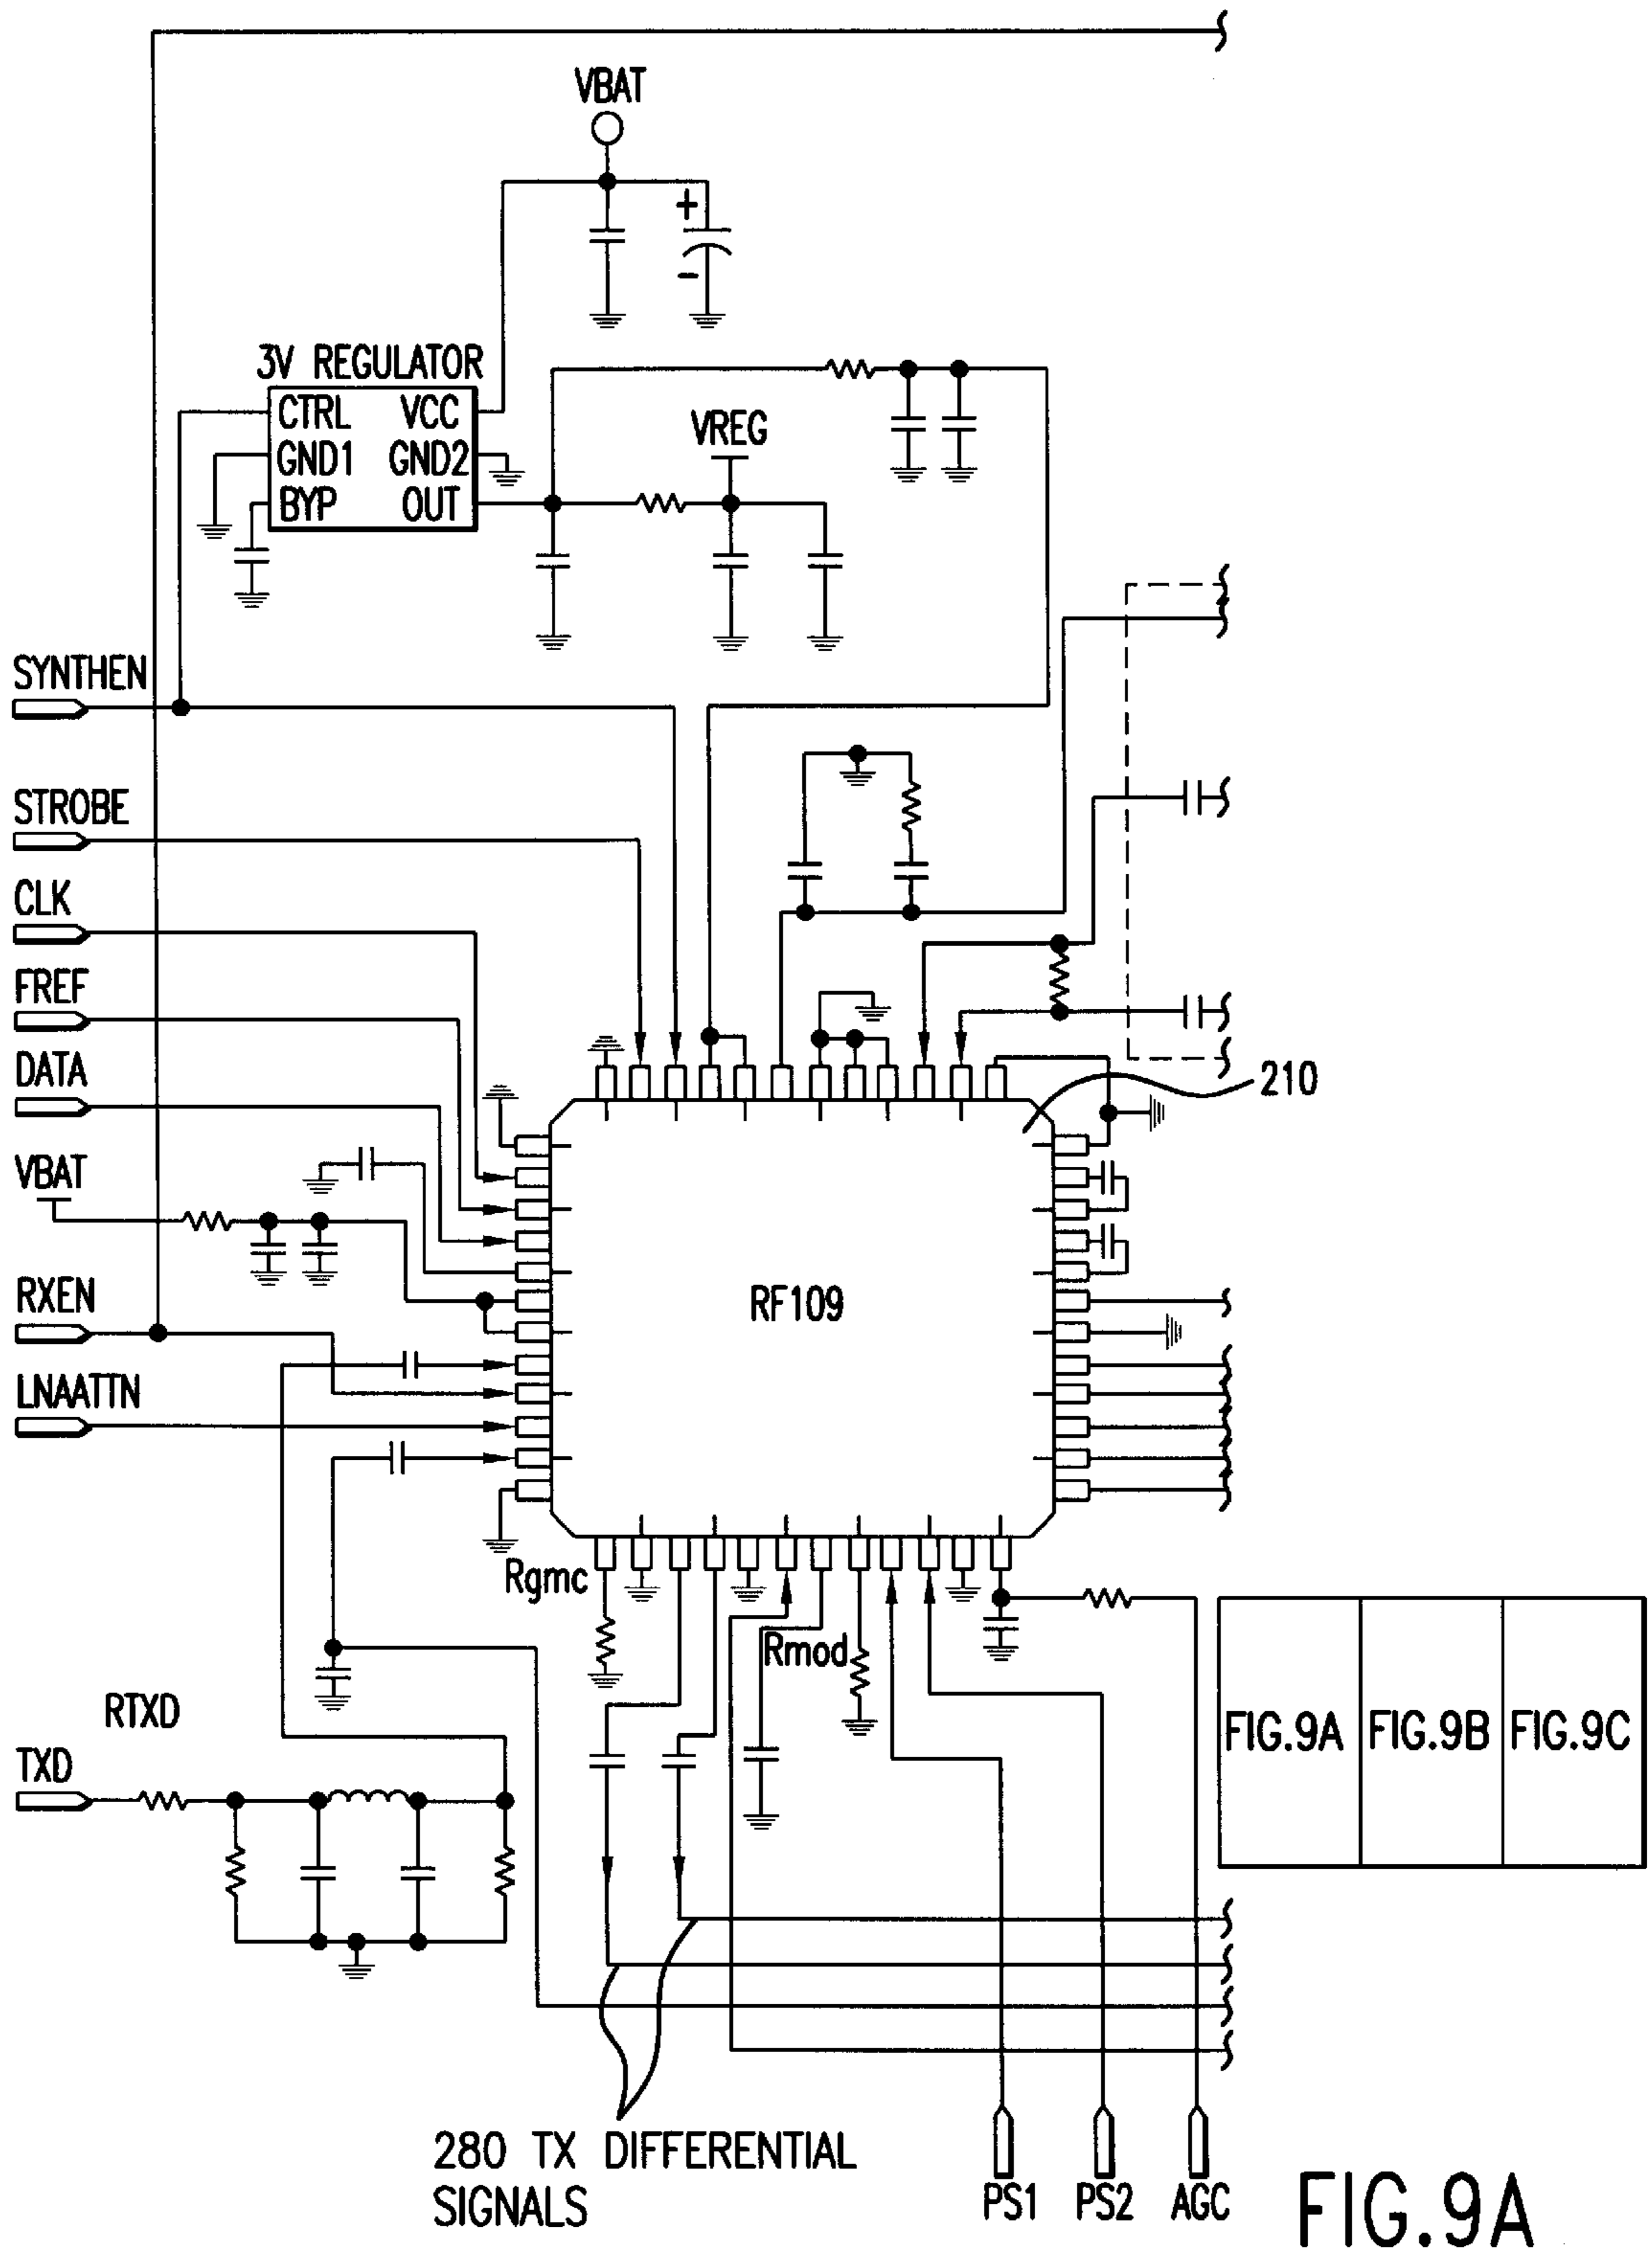 VBAT
+
-
3V REGULATOR
CTRL VCC
GND1 GND2
BYP OUT
VREG
SYNTHEN
STROBE
CLK
FREF
DATA
210
VBAT
RF109
RXEN
LNAATTN
Rgmc
Rmod
RTXD
TXD
FIG.9A FIG.9B FIG.9C
280 TX DIFFERENTIAL
SIGNALS
PS1 PS2 AGC
FIG.9A